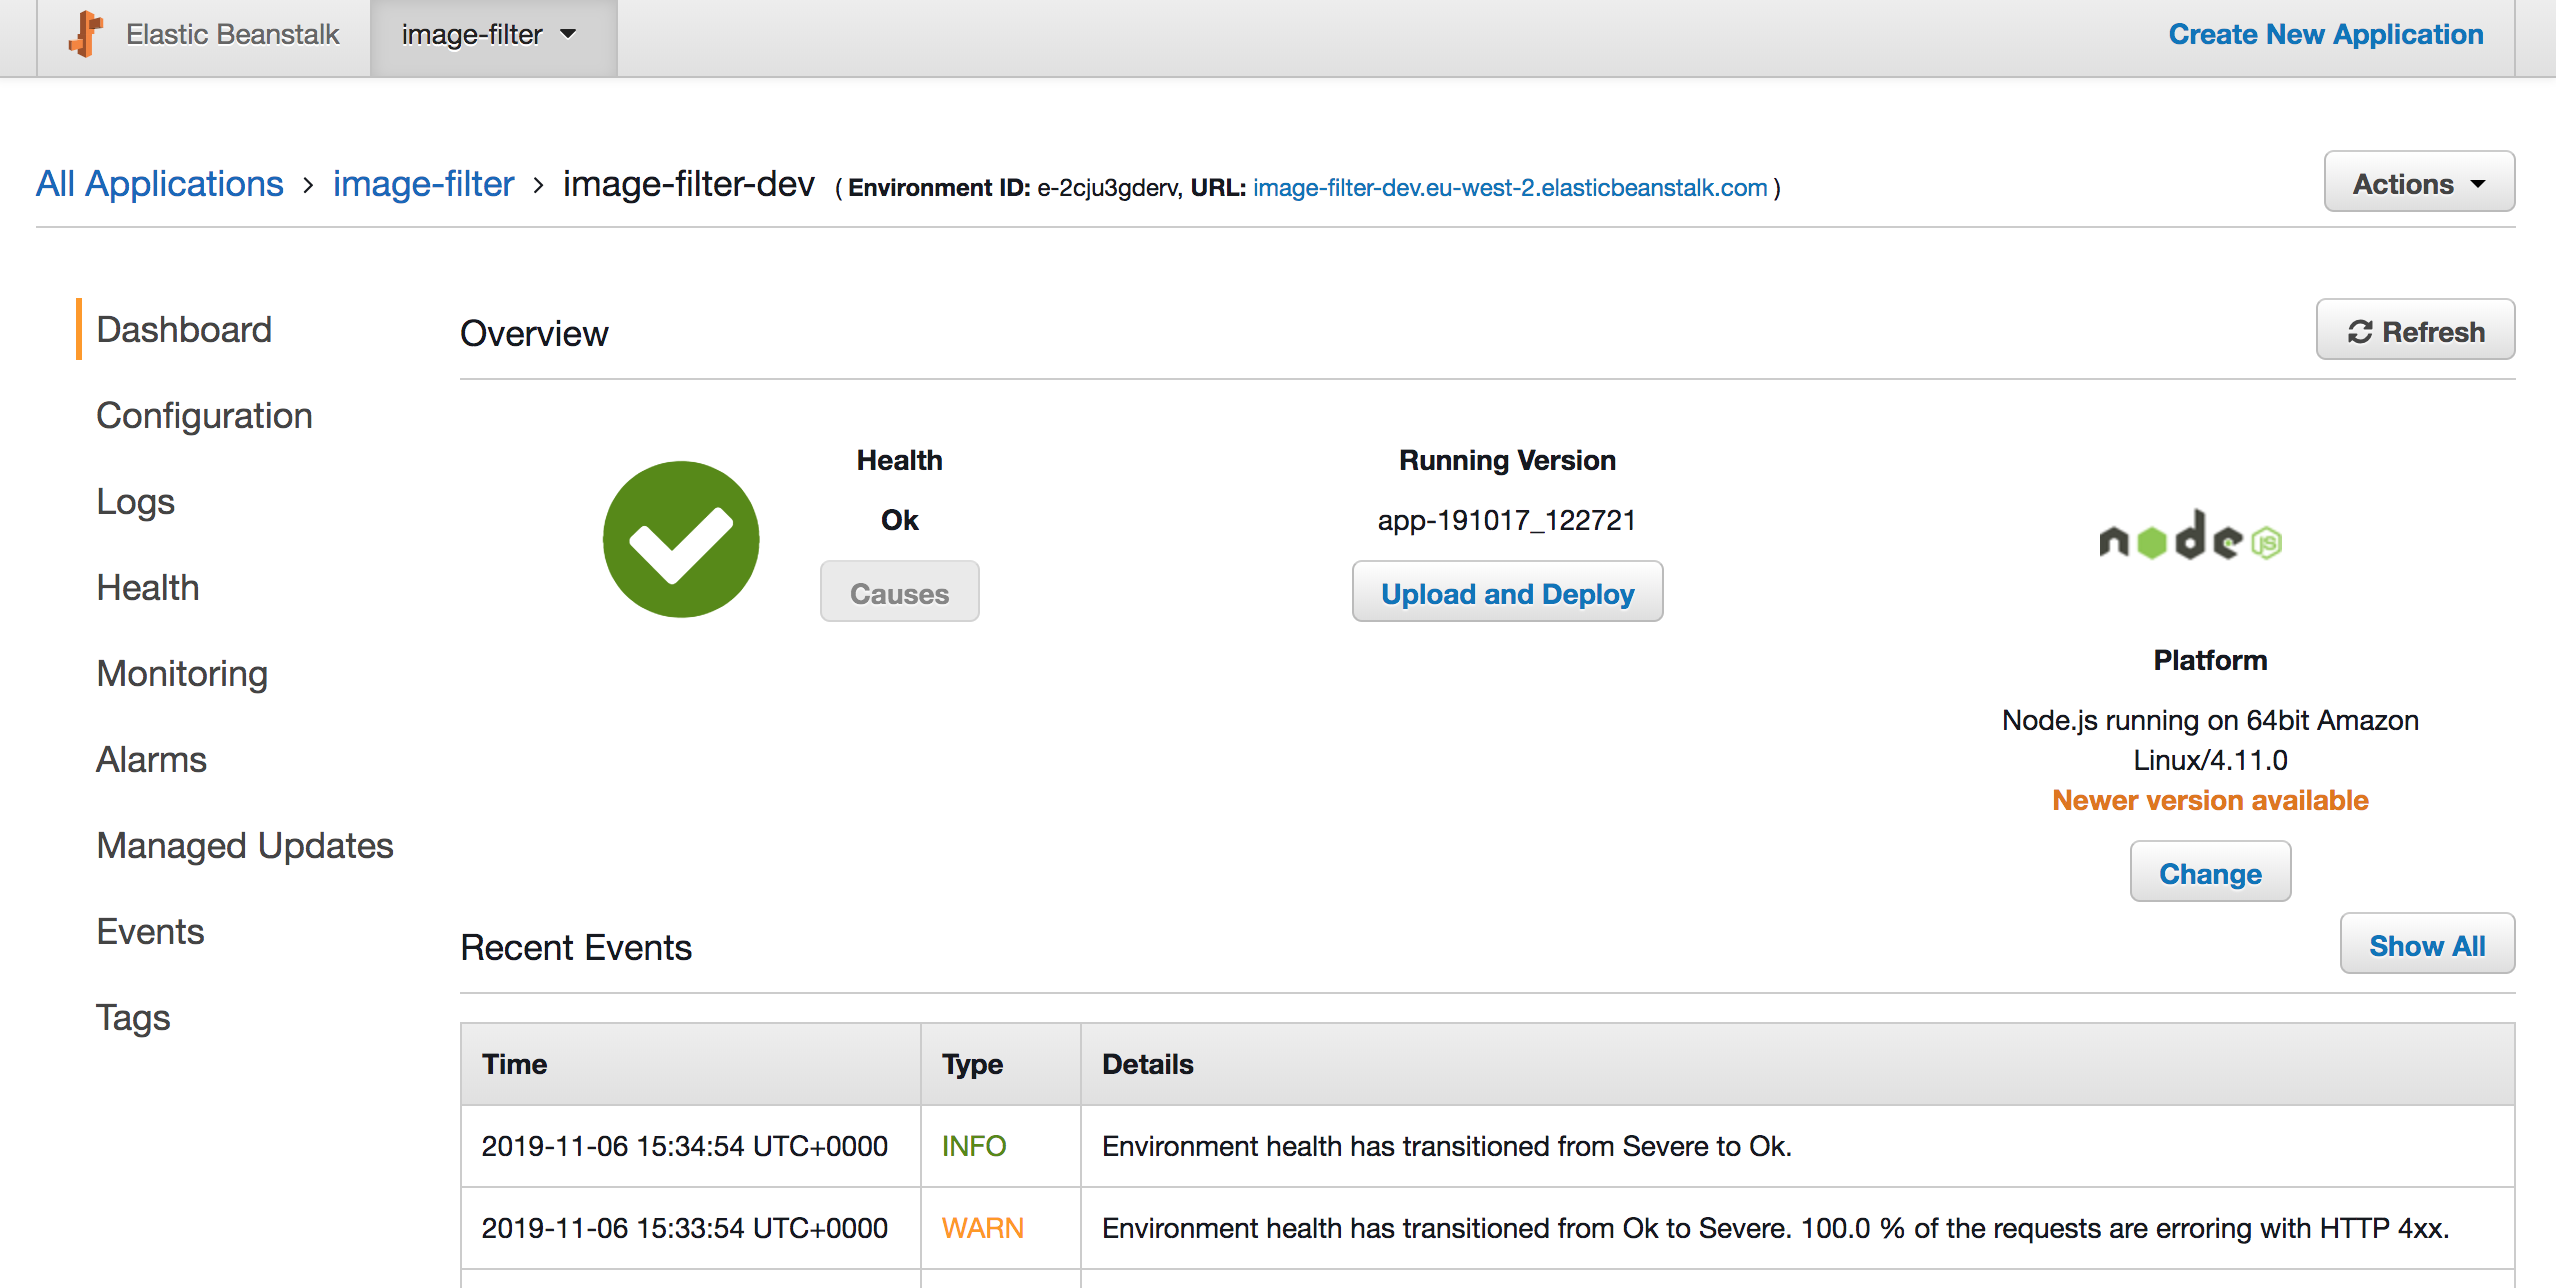 Elastic Beanstalk image-filter Create New Application
All Applications › image-filter › image-filter-dev ( Environment ID: e-2cju3gderv, URL: image-filter-dev.eu-west-2.elasticbeanstalk.com )
Actions
Dashboard
Configuration
Logs
Health
Monitoring
Alarms
Managed Updates
Events
Tags
Overview
Refresh
Health
Ok
Causes
Running Version
app-191017_122721
Upload and Deploy
node JS
Platform
Node.js running on 64bit Amazon
Linux/4.11.0
Newer version available
Change
Recent Events
Show All
Time Type Details
2019-11-06 15:34:54 UTC+0000 INFO Environment health has transitioned from Severe to Ok.
2019-11-06 15:33:54 UTC+0000 WARN Environment health has transitioned from Ok to Severe. 100.0 % of the requests are erroring with HTTP 4xx.